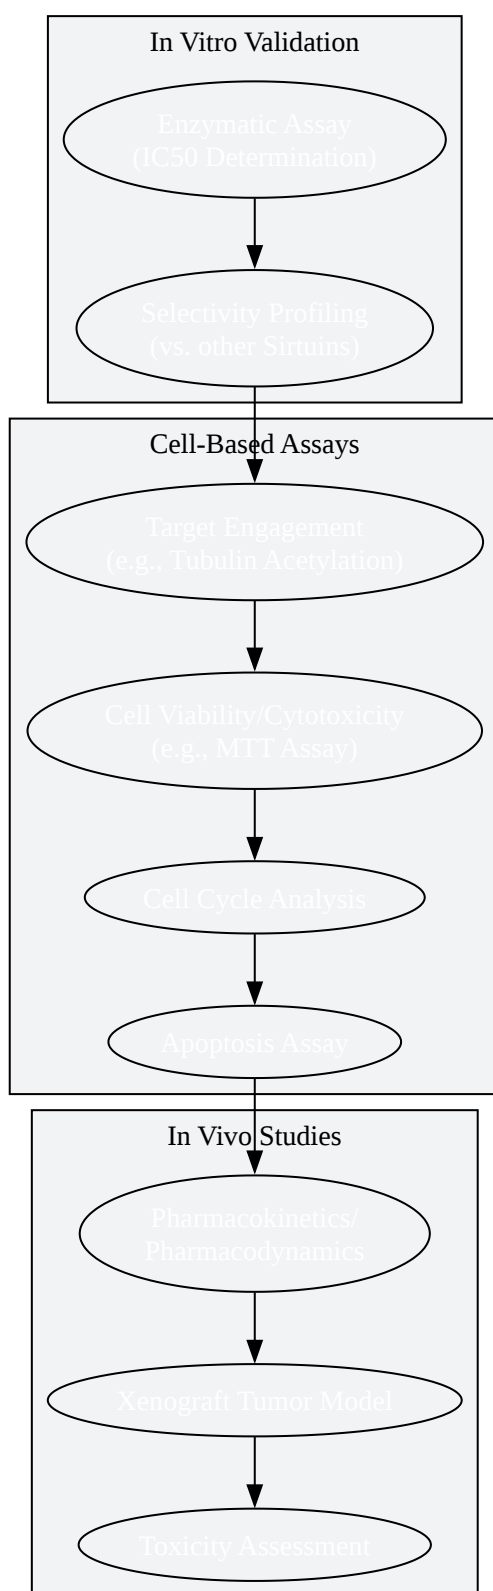 In Vitro Validation
Enzymatic Assay
(IC50 Determination)
Selectivity Profiling
(vs. other Sirtuins)
Cell-Based Assays
Target Engagement
(e.g., Tubulin Acetylation)
Cell Viability/Cytotoxicity
(e.g., MTT Assay)
Cell Cycle Analysis
Apoptosis Assay
In Vivo Studies
Pharmacokinetics/
Pharmacodynamics
Xenograft Tumor Model
Toxicity Assessment